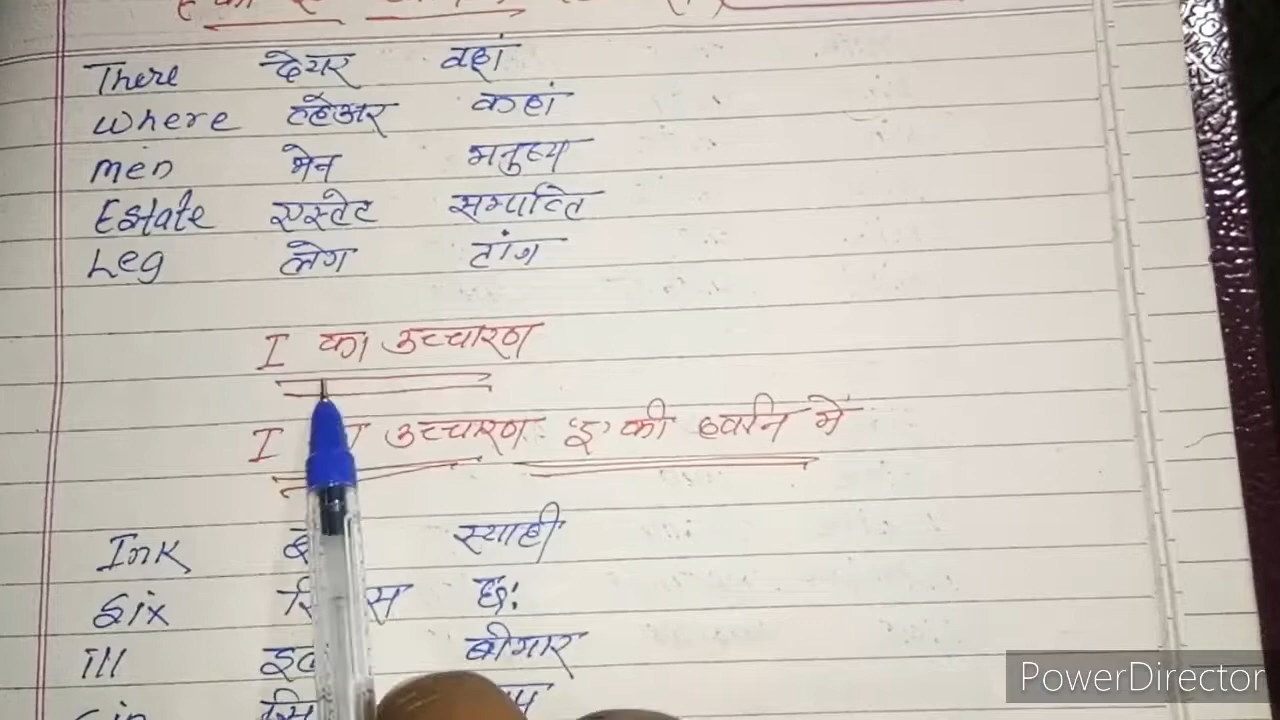 There देयर वहां
Where व्हेअर कहां
men मेन मनुष्य
Estate एस्टेट सम्पत्ति
Leg लेग टांग
I का उच्चारण
I उच्चारण 'इ' की ध्वनि में
Ink स्याही
Six छः
ill बीमार
PowerDirector